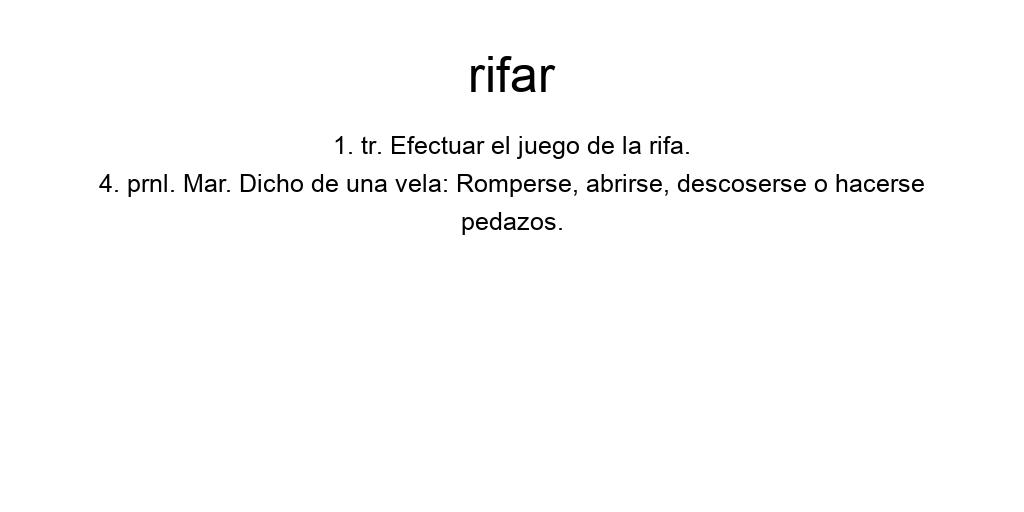 rifar
1. tr. Efectuar el juego de la rifa.
4. prnl. Mar. Dicho de una vela: Romperse, abrirse, descoserse o hacerse
pedazos.